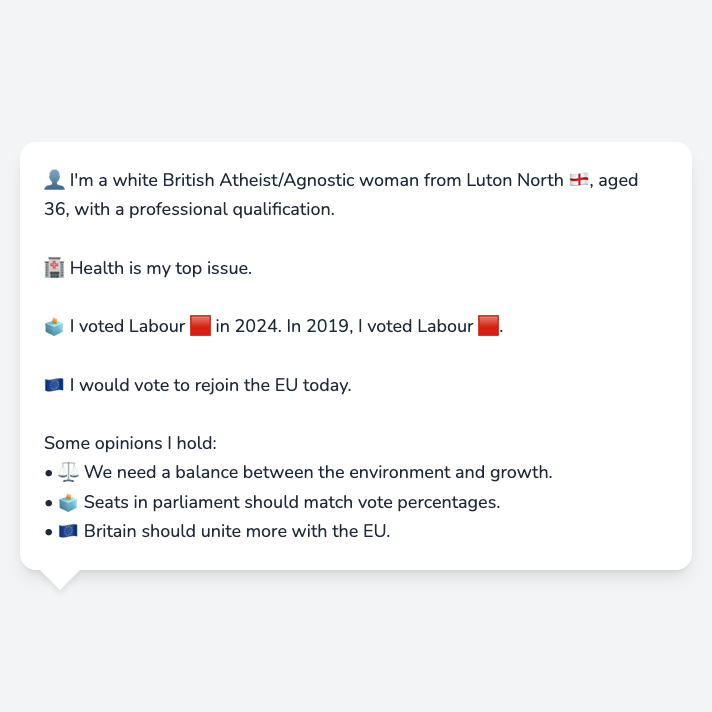 👤 I'm a white British Atheist/Agnostic woman from Luton North 🏴󠁧󠁢󠁥󠁮󠁧󠁿, aged
36, with a professional qualification.
🏥 Health is my top issue.
🗳️ I voted Labour 🟥 in 2024. In 2019, I voted Labour 🟥.
🇪🇺 I would vote to rejoin the EU today.
Some opinions I hold:
• ⚖️ We need a balance between the environment and growth.
• 🗳️ Seats in parliament should match vote percentages.
• 🇪🇺 Britain should unite more with the EU.